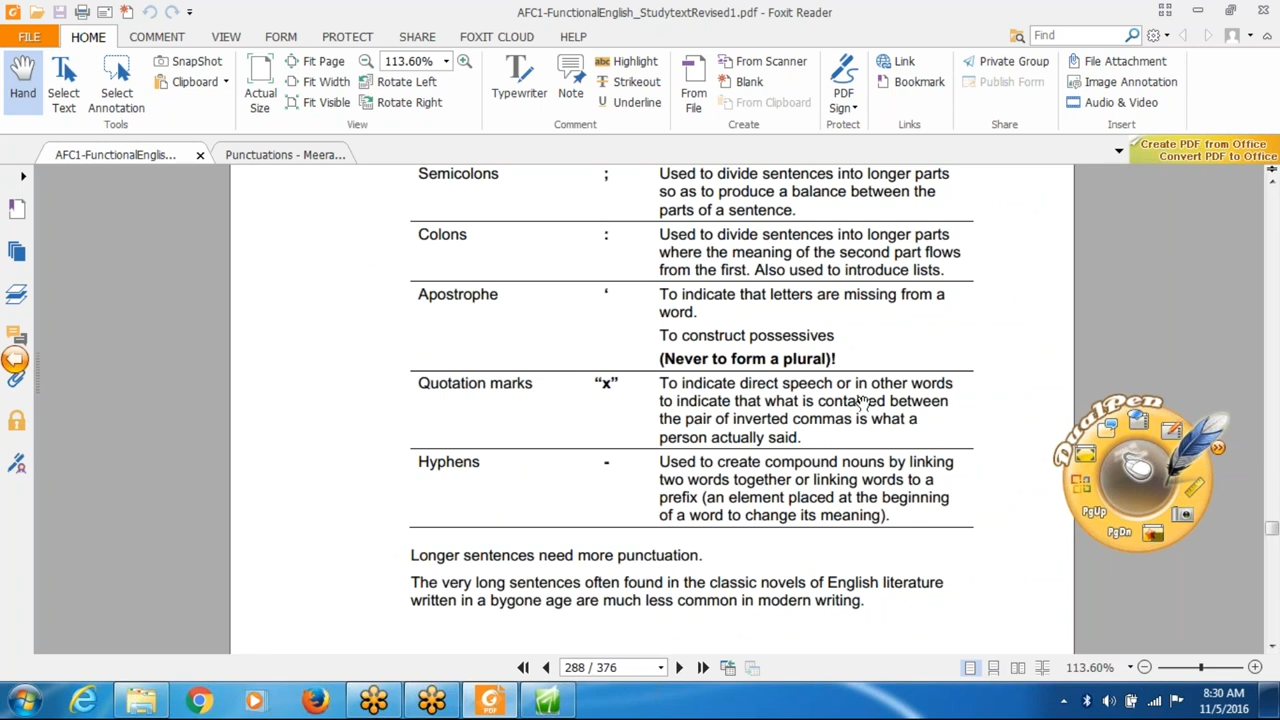 AFC1-FunctionalEnglish_StudytextRevised1.pdf - Foxit Reader
FILE HOME COMMENT VIEW FORM PROTECT SHARE FOXIT CLOUD HELP Find
Hand
Select Text
Select Annotation
SnapShot
Clipboard
Tools
Actual Size
Fit Page
Fit Width
Fit Visible
113.60%
Rotate Left
Rotate Right
View
Typewriter
Note
Highlight
Strikeout
Underline
Comment
From File
From Scanner
Blank
From Clipboard
Create
PDF Sign
Protect
Link
Bookmark
Links
Private Group
Publish Form
Share
File Attachment
Image Annotation
Audio & Video
Insert
AFC1-FunctionalEnglis... Punctuations - Meera...
Create PDF from Office
Convert PDF to Office
Semicolons ; Used to divide sentences into longer parts
so as to produce a balance between the
parts of a sentence.
Colons : Used to divide sentences into longer parts
where the meaning of the second part flows
from the first. Also used to introduce lists.
Apostrophe ‘ To indicate that letters are missing from a
word.
To construct possessives
(Never to form a plural)!
Quotation marks “x” To indicate direct speech or in other words
to indicate that what is contained between
the pair of inverted commas is what a
person actually said.
Hyphens - Used to create compound nouns by linking
two words together or linking words to a
prefix (an element placed at the beginning
of a word to change its meaning).
Longer sentences need more punctuation.
The very long sentences often found in the classic novels of English literature
written in a bygone age are much less common in modern writing.
DualPen
PgUp
PgDn
288 / 376
113.60%
PDF
8:30 AM
11/5/2016